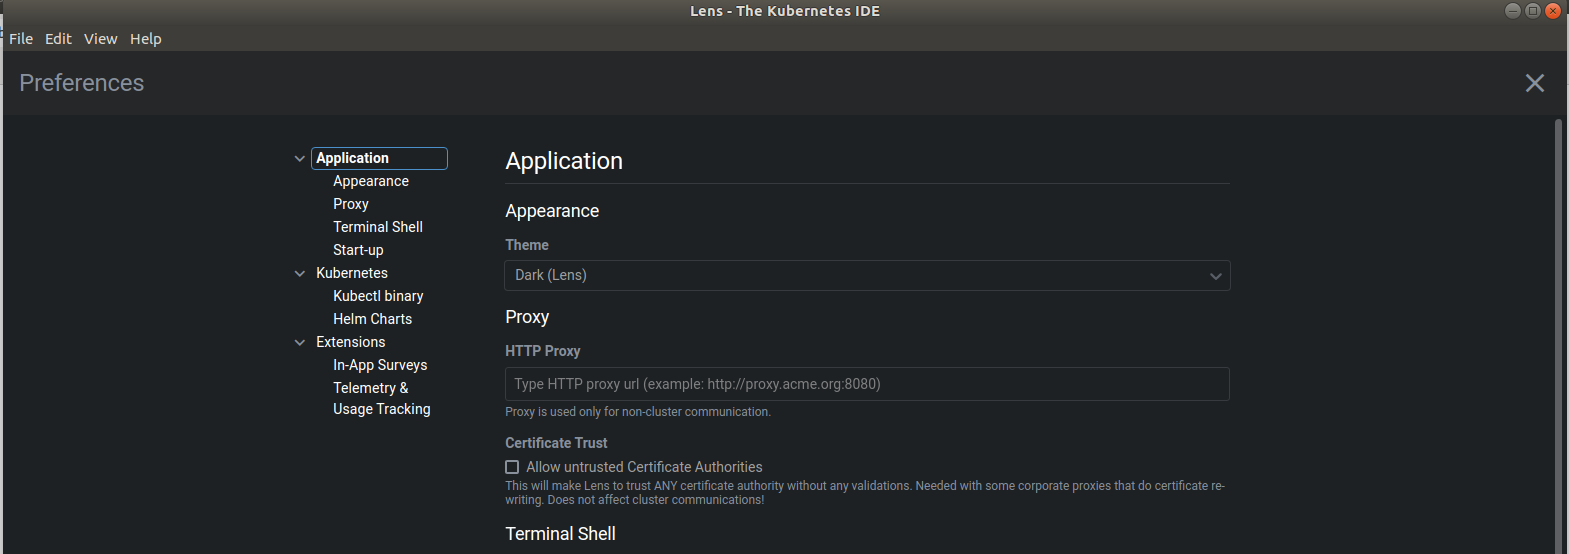 Lens - The Kubernetes IDE
File Edit View Help
Preferences
Application
Appearance
Proxy
Terminal Shell
Start-up
Kubernetes
Kubectl binary
Helm Charts
Extensions
In-App Surveys
Telemetry &
Usage Tracking
Application
Appearance
Theme
Dark (Lens)
Proxy
HTTP Proxy
Type HTTP proxy url (example: http://proxy.acme.org:8080)
Proxy is used only for non-cluster communication.
Certificate Trust
Allow untrusted Certificate Authorities
This will make Lens to trust ANY certificate authority without any validations. Needed with some corporate proxies that do certificate re-
writing. Does not affect cluster communications!
Terminal Shell